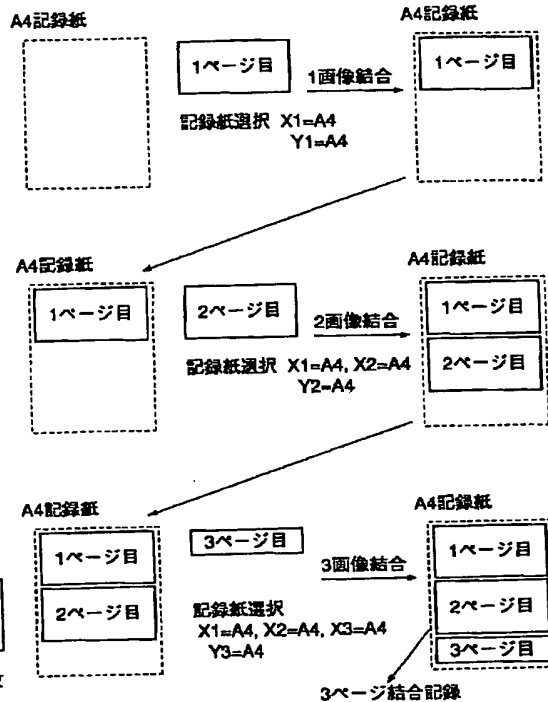 A4記録紙
A4記録紙
1ページ目
1画像結合
1ページ目
記録紙選択 X1=A4
Y1=A4
A4記録紙
A4記録紙
1ページ目
2ページ目
2画像結合
1ページ目
2ページ目
記録紙選択 X1=A4, X2=A4
Y2=A4
A4記録紙
A4記録紙
1ページ目
2ページ目
3ページ目
3画像結合
1ページ目
2ページ目
3ページ目
記録紙選択
X1=A4, X2=A4, X3=A4
Y3=A4
3ページ結合記録